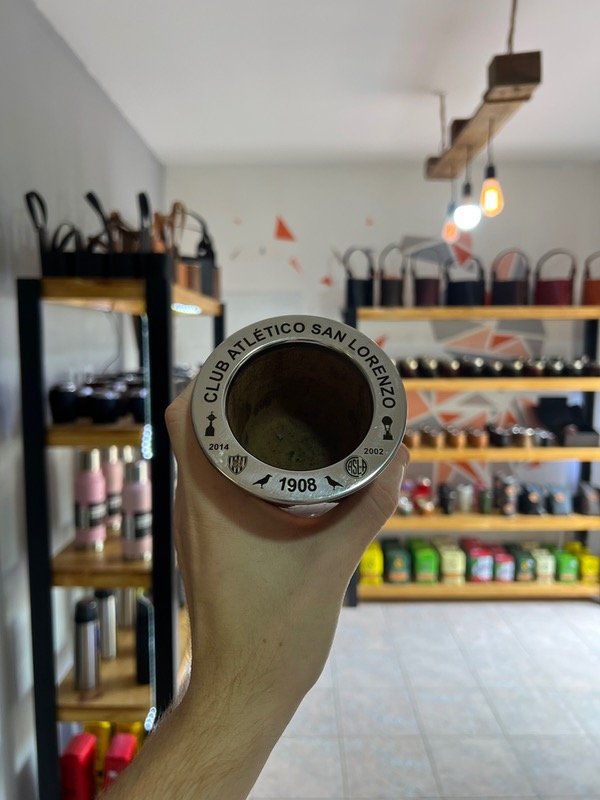 CLUB ATLÉTICO SAN LORENZO
2014
2002
CASLA
1908